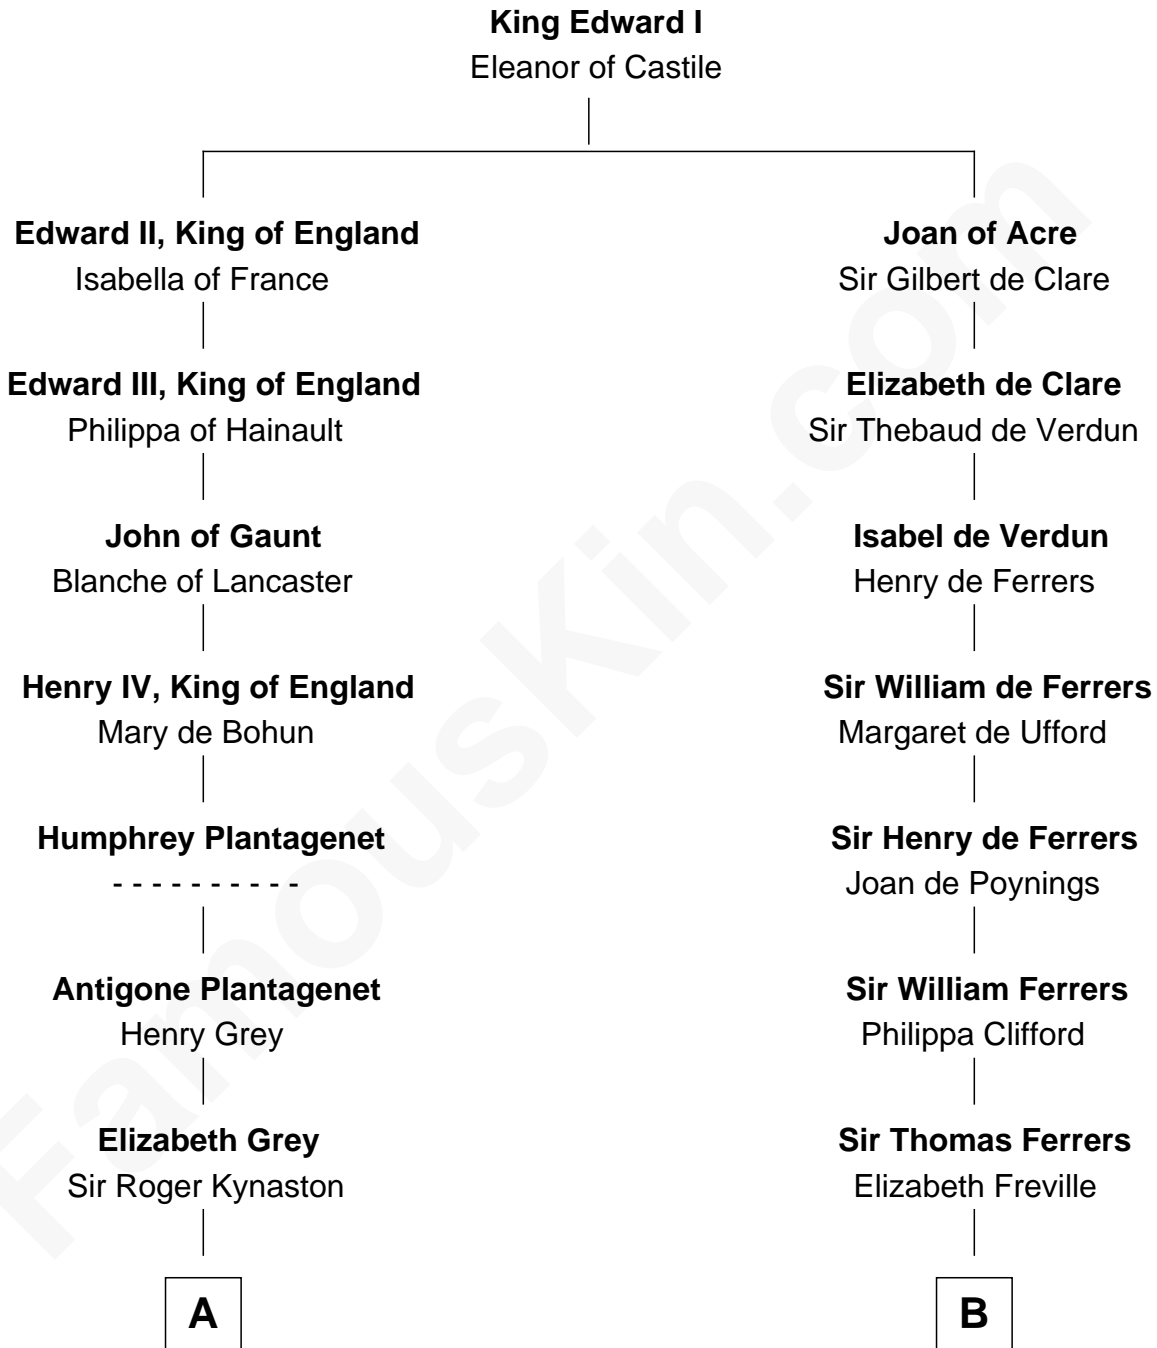 King Edward I
Eleanor of Castile
Edward II, King of England
Isabella of France
Edward III, King of England
Philippa of Hainault
John of Gaunt
Blanche of Lancaster
Henry IV, King of England
Mary de Bohun
Humphrey Plantagenet
- - - - - - - - - -
Antigone Plantagenet
Henry Grey
Elizabeth Grey
Sir Roger Kynaston
A
Joan of Acre
Sir Gilbert de Clare
Elizabeth de Clare
Sir Thebaud de Verdun
Isabel de Verdun
Henry de Ferrers
Sir William de Ferrers
Margaret de Ufford
Sir Henry de Ferrers
Joan de Poynings
Sir William Ferrers
Philippa Clifford
Sir Thomas Ferrers
Elizabeth Freville
B
FamousKin.com